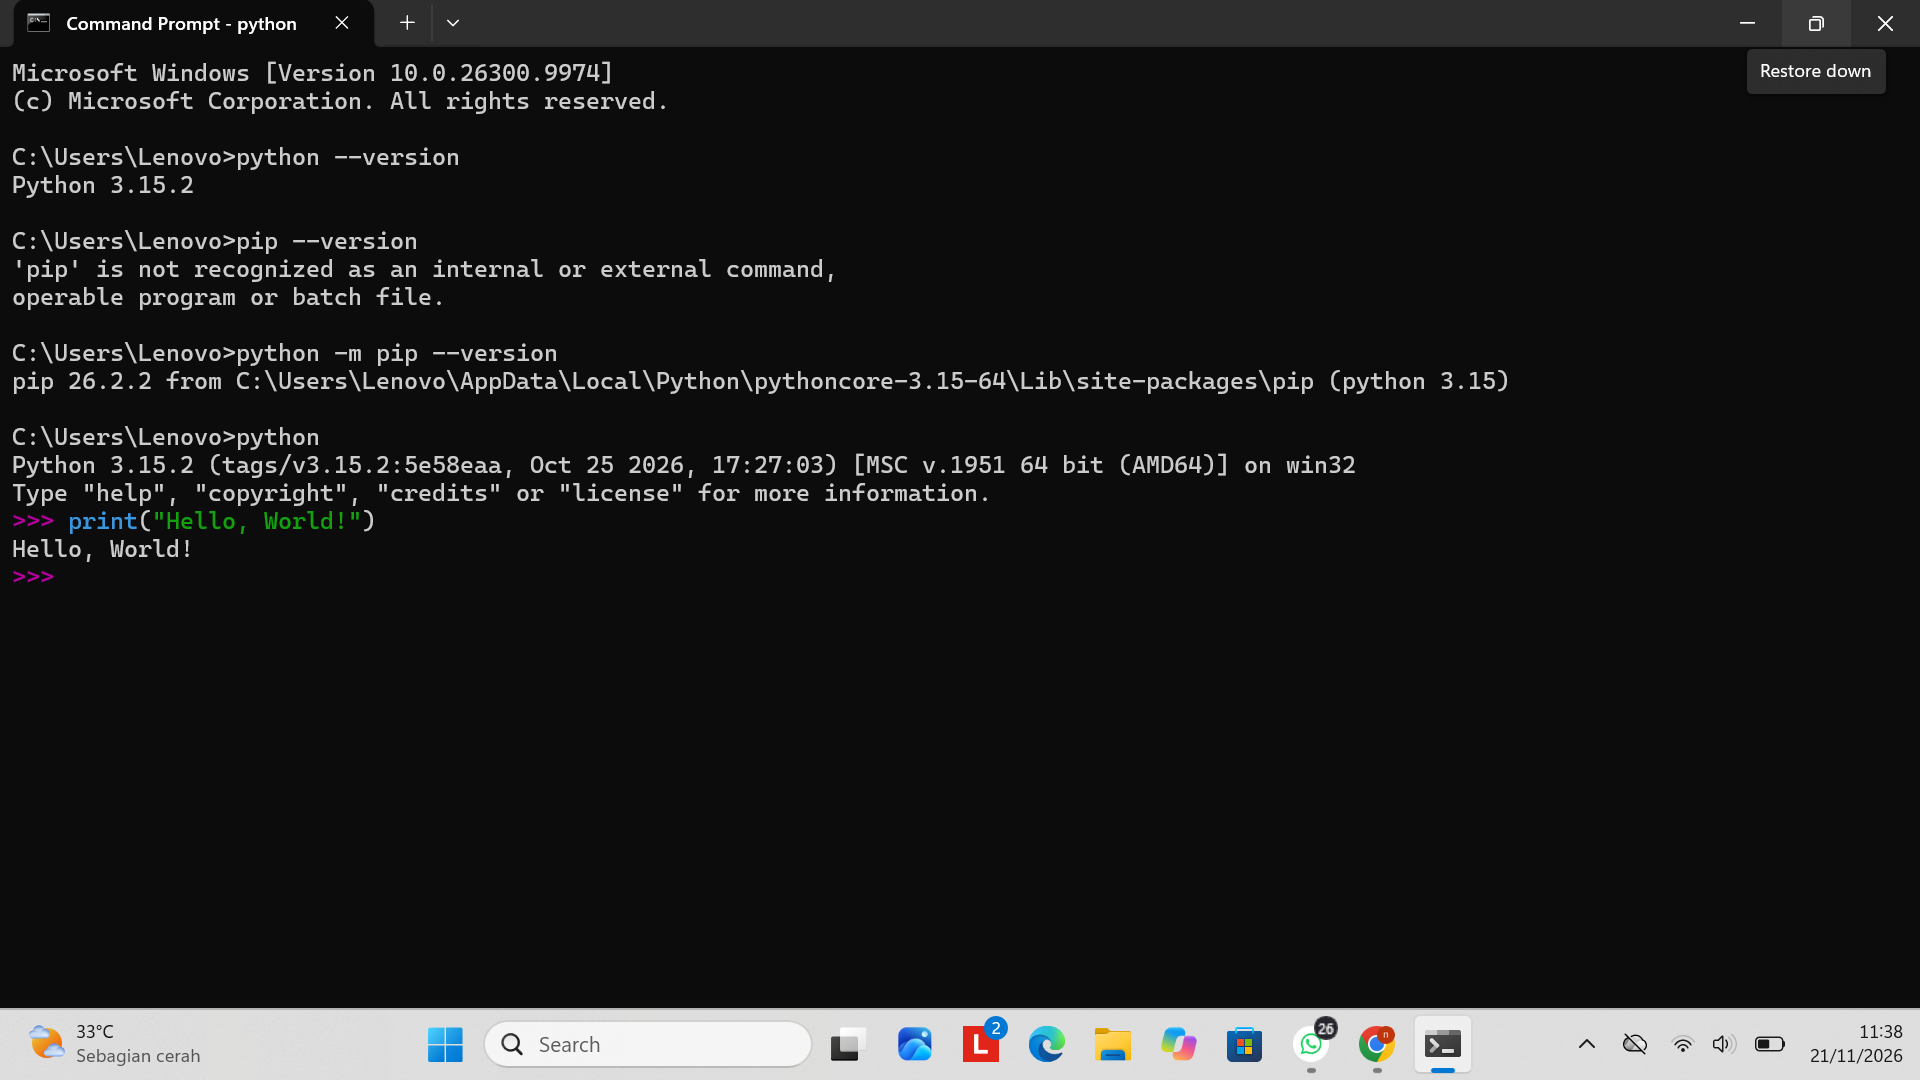 Command Prompt - python
Restore down
Microsoft Windows [Version 10.0.26300.9974]
(c) Microsoft Corporation. All rights reserved.
C:\Users\Lenovo>python --version
Python 3.15.2
C:\Users\Lenovo>pip --version
'pip' is not recognized as an internal or external command,
operable program or batch file.
C:\Users\Lenovo>python -m pip --version
pip 26.2.2 from C:\Users\Lenovo\AppData\Local\Python\pythoncore-3.15-64\Lib\site-packages\pip (python 3.15)
C:\Users\Lenovo>python
Python 3.15.2 (tags/v3.15.2:5e58eaa, Oct 25 2026, 17:27:03) [MSC v.1951 64 bit (AMD64)] on win32
Type "help", "copyright", "credits" or "license" for more information.
>>> print("Hello, World!")
Hello, World!
>>>
33°C
Sebagian cerah
Search
L
2
26
n
11:38
21/11/2026